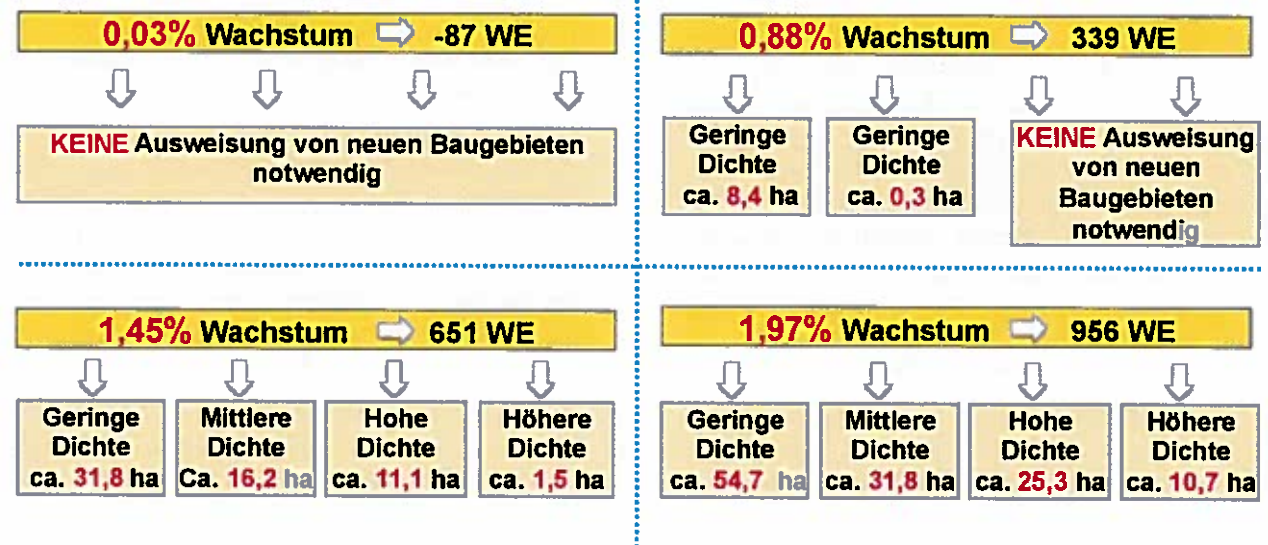 0,03% Wachstum -87 WE
KEINE Ausweisung von neuen Baugebieten
notwendig
0,88% Wachstum 339 WE
Geringe
Dichte
ca. 8,4 ha
Geringe
Dichte
ca. 0,3 ha
KEINE Ausweisung
von neuen
Baugebieten
notwendig
1,45% Wachstum 651 WE
Geringe
Dichte
ca. 31,8 ha
Mittlere
Dichte
Ca. 16,2 ha
Hohe
Dichte
ca. 11,1 ha
Höhere
Dichte
ca. 1,5 ha
1,97% Wachstum 956 WE
Geringe
Dichte
ca. 54,7 ha
Mittlere
Dichte
ca. 31,8 ha
Hohe
Dichte
ca. 25,3 ha
Höhere
Dichte
ca. 10,7 ha